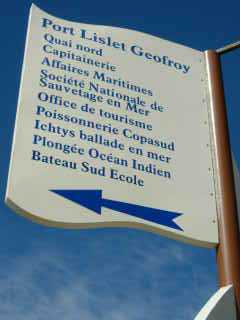 Port Lislet Geofroy
Quai nord
Capitainerie
Affaires Maritimes
Société Nationale de
Sauvetage en Mer
Office de tourisme
Poissonnerie Copasud
Ichtys ballade en mer
Plongée Océan Indien
Bateau Sud Ecole